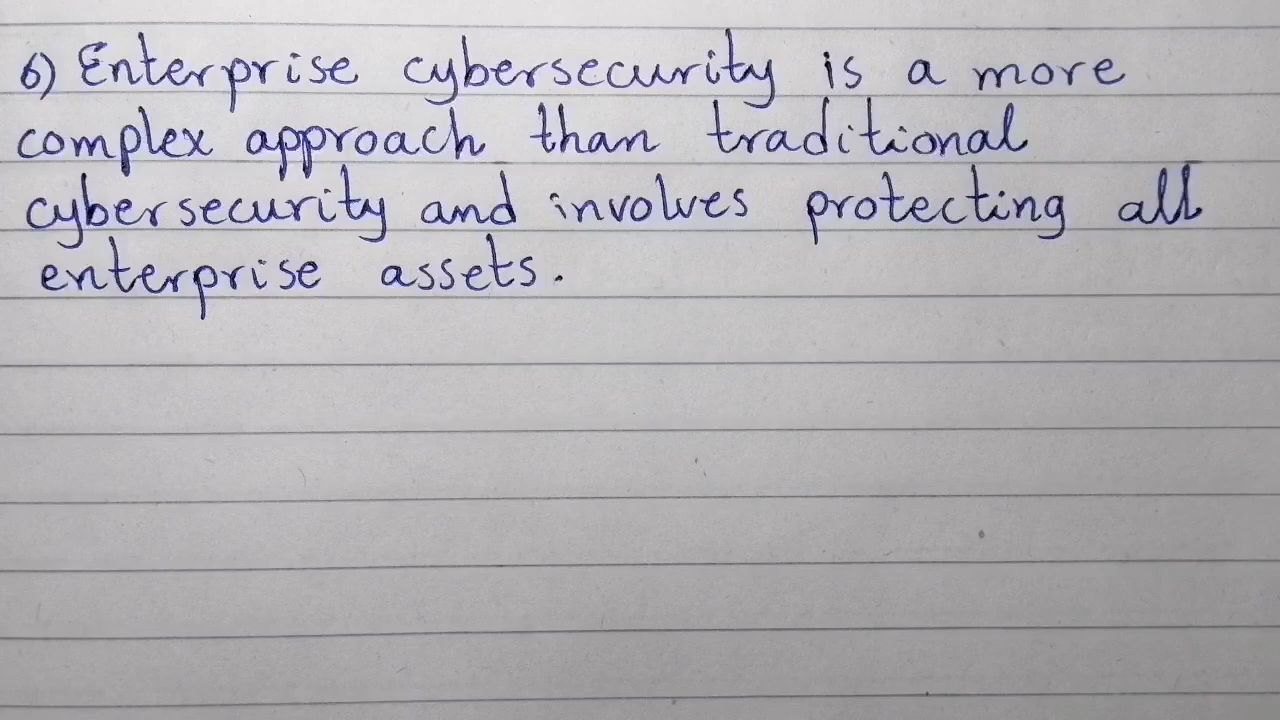 6) Enterprise cybersecurity is a more
complex approach than traditional
cybersecurity and involves protecting all
enterprise assets.